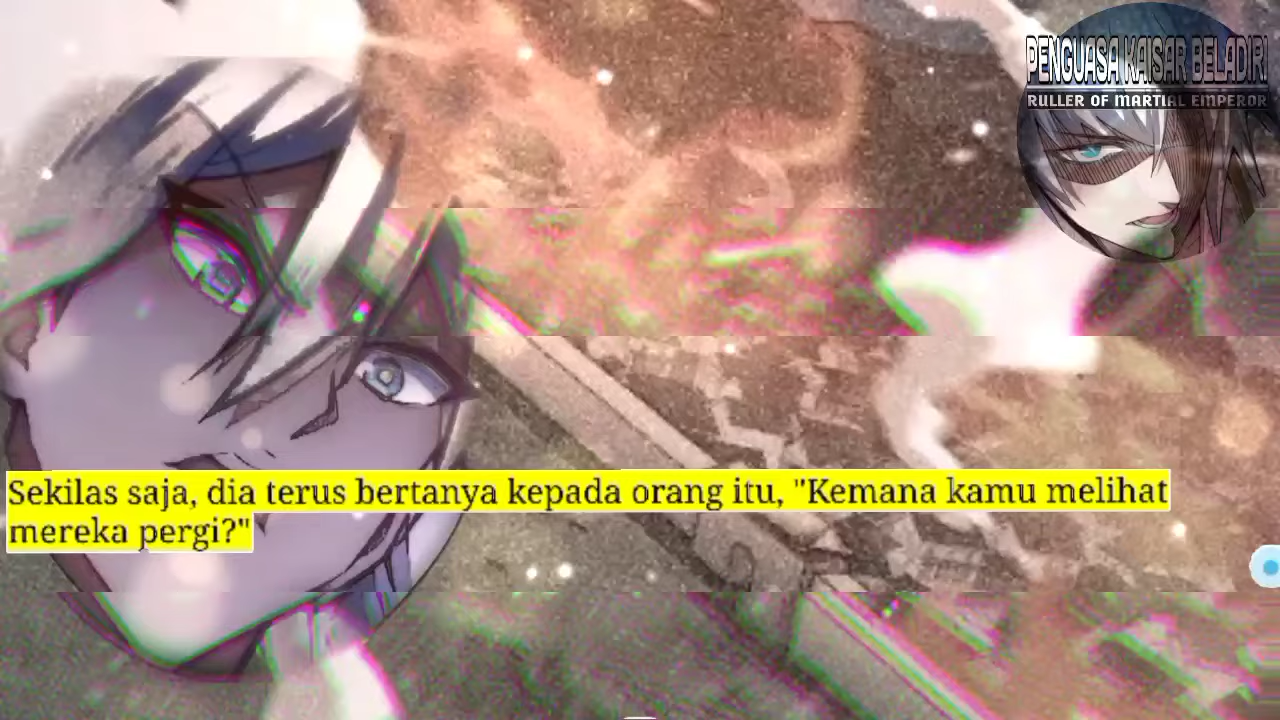 PENGUASA KAISAR BELADIRI
RULLER OF MARTIAL EMPEROR
Sekilas saja, dia terus bertanya kepada orang itu, "Kemana kamu melihat
mereka pergi?"